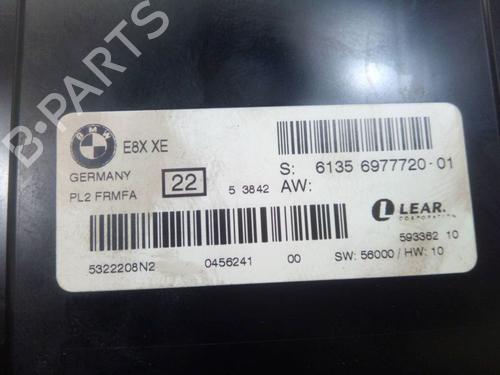 B-PARTS
BMW
E8X XE
GERMANY
PL2 FRMFA
22
5 3842
S: 6135 6977720-01
AW:
LEAR.
CORPORATION
593362 10
5322208N2
0456241
00
SW: 56000 / HW: 10